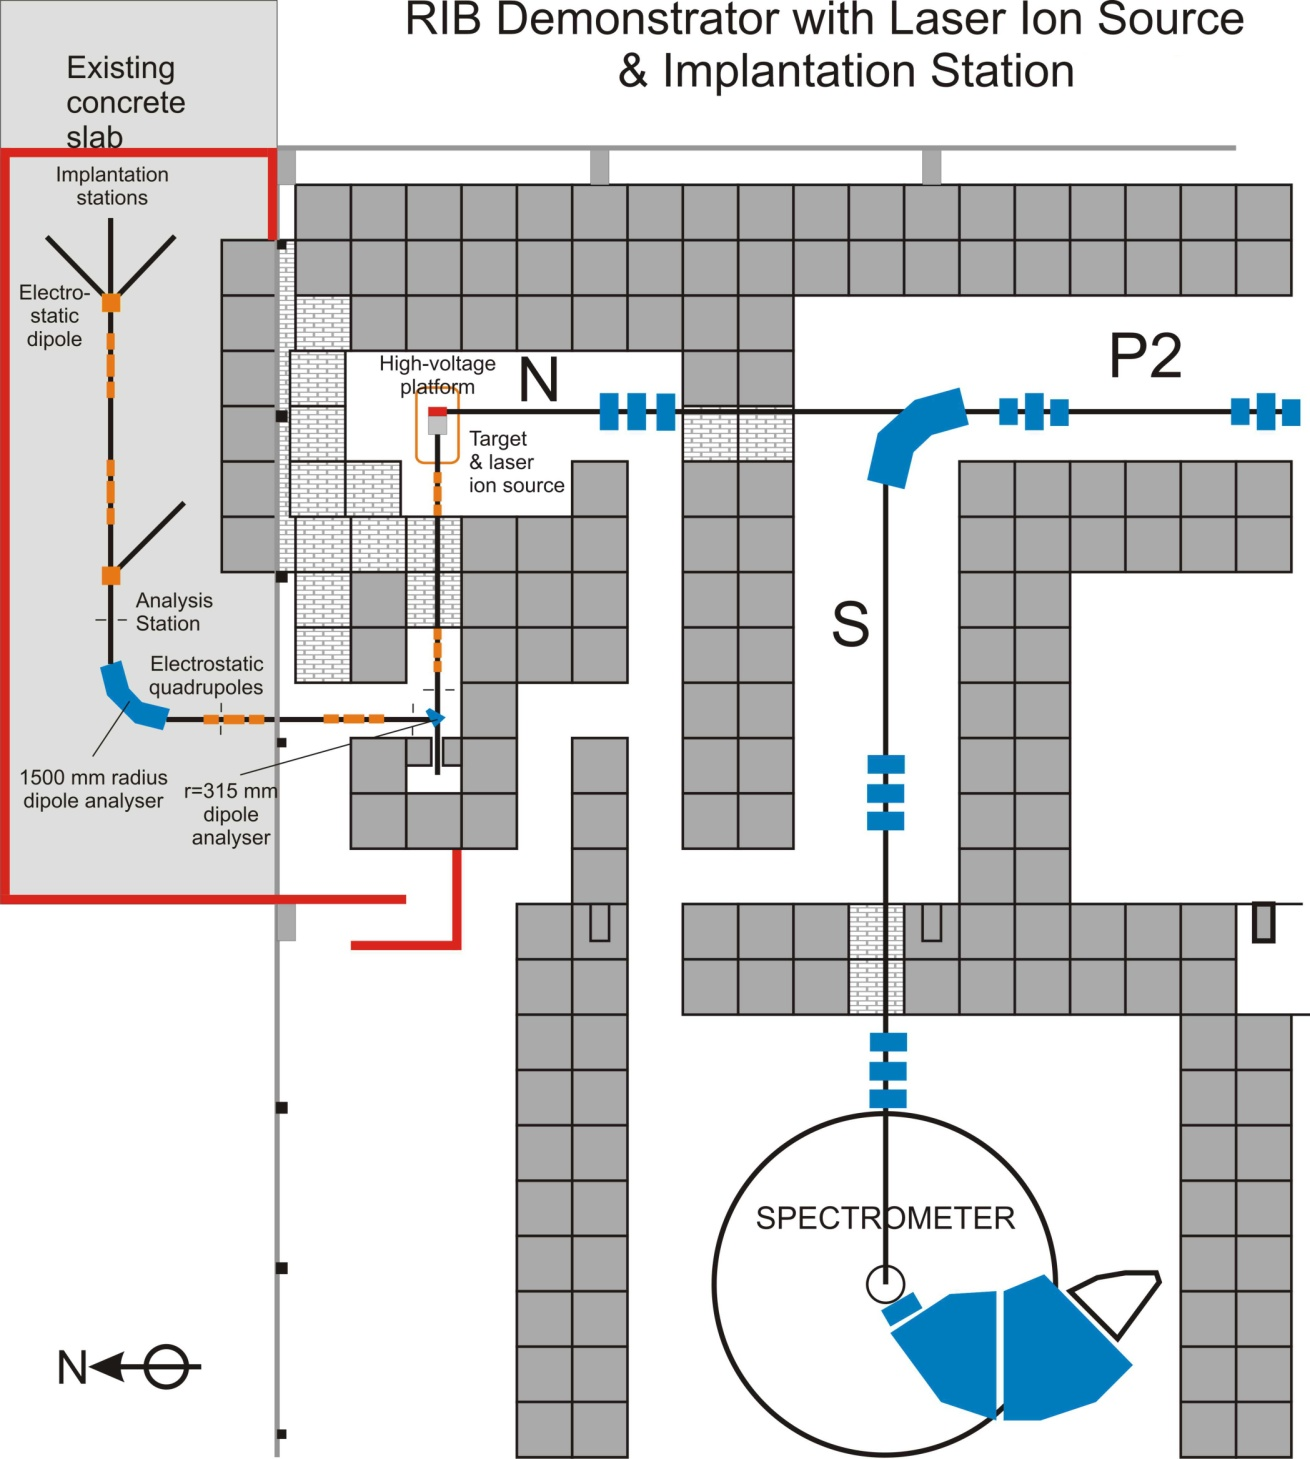 RIB Demonstrator with Laser Ion Source
& Implantation Station
Existing
concrete
slab
Implantation
stations
Electro-
static
dipole
High-voltage
platform
N
P2
Target
& laser
ion source
Analysis
Station
S
Electrostatic
quadrupoles
1500 mm radius
dipole analyser
r=315 mm
dipole
analyser
SPECTROMETER
N